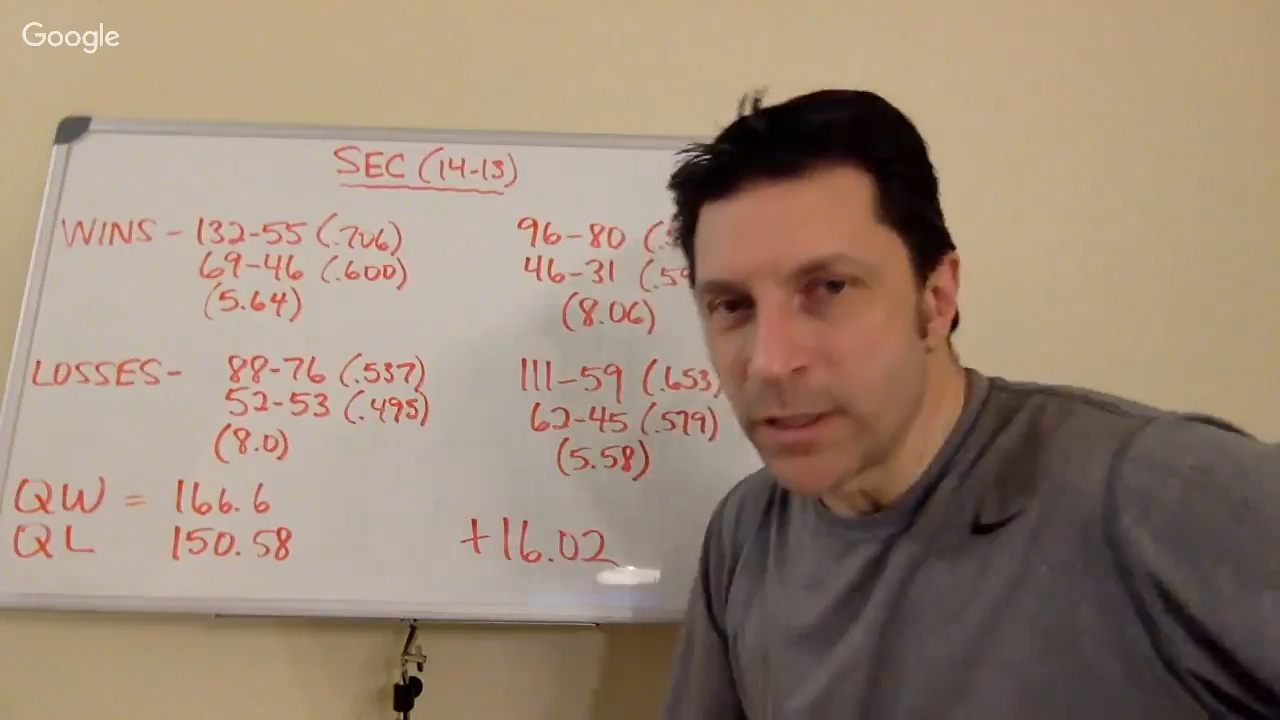 Google
SEC (14-13)
WINS - 132-55 (.706)
69-46 (.600)
(5.64)
96-80
46-31 (.59
(8.06)
LOSSES - 88-76 (.537)
52-53 (.495)
(8.0)
111-59 (.653)
62-45 (.579)
(5.58)
QW = 166.6
QL 150.58
+16.02